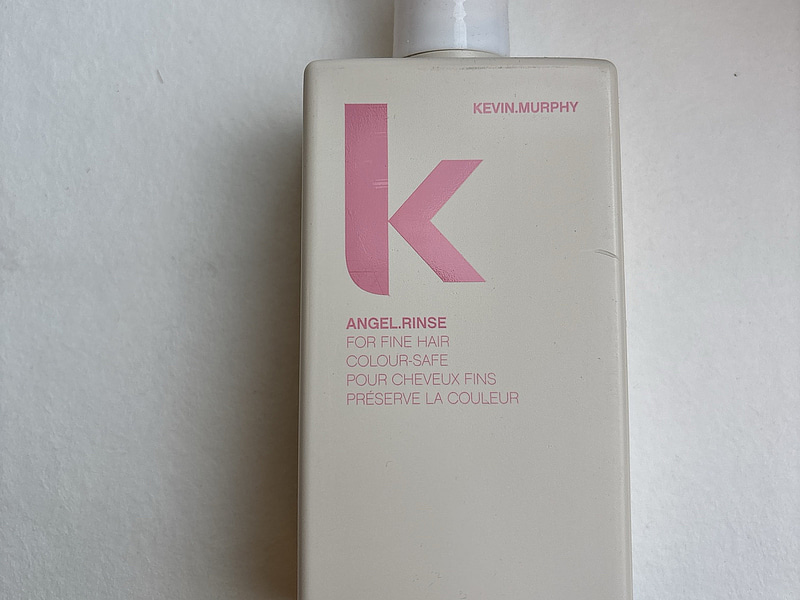 KEVIN.MURPHY
k
ANGEL.RINSE
FOR FINE HAIR
COLOUR-SAFE
POUR CHEVEUX FINS
PRÉSERVE LA COULEUR